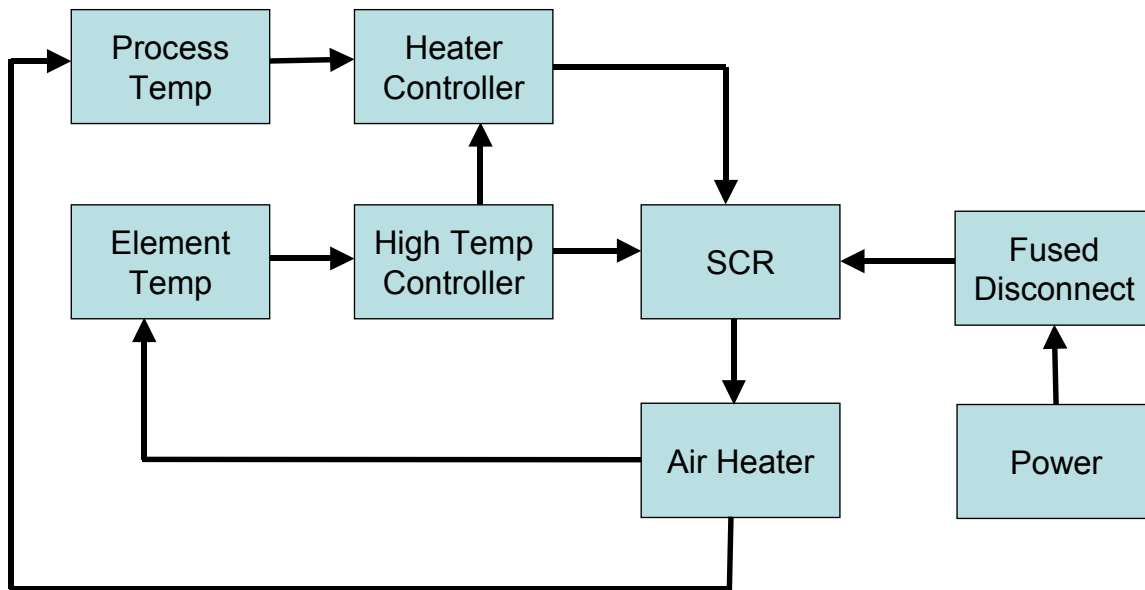 Process
Temp
Heater
Controller
Element
Temp
High Temp
Controller
SCR
Fused
Disconnect
Air Heater
Power